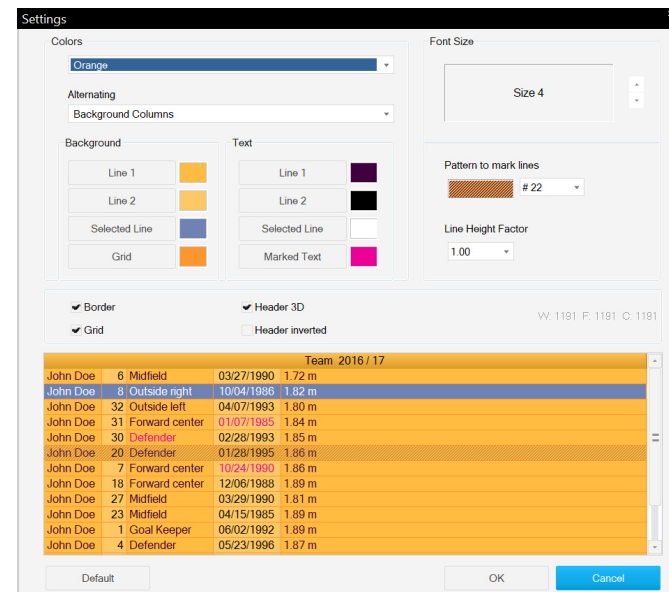 Settings
Colors
Orange
Alternating
Background Columns
Background
Line 1
Line 2
Selected Line
Grid
Text
Line 1
Line 2
Selected Line
Marked Text
Font Size
Size 4
Pattern to mark lines
# 22
Line Height Factor
1.00
Border
Grid
Header 3D
Header inverted
W: 1191 F: 1191 C: 1191
Team 2016 / 17
John Doe 6 Midfield 03/27/1990 1.72 m
John Doe 8 Outside right 10/04/1986 1.82 m
John Doe 32 Outside left 04/07/1993 1.80 m
John Doe 31 Forward center 01/07/1985 1.84 m
John Doe 30 Defender 02/28/1993 1.85 m
John Doe 20 Defender 01/28/1995 1.86 m
John Doe 7 Forward center 10/24/1990 1.86 m
John Doe 18 Forward center 12/06/1988 1.89 m
John Doe 27 Midfield 03/29/1990 1.81 m
John Doe 23 Midfield 04/15/1985 1.89 m
John Doe 1 Goal Keeper 06/02/1992 1.89 m
John Doe 4 Defender 05/23/1996 1.87 m
Default
OK
Cancel